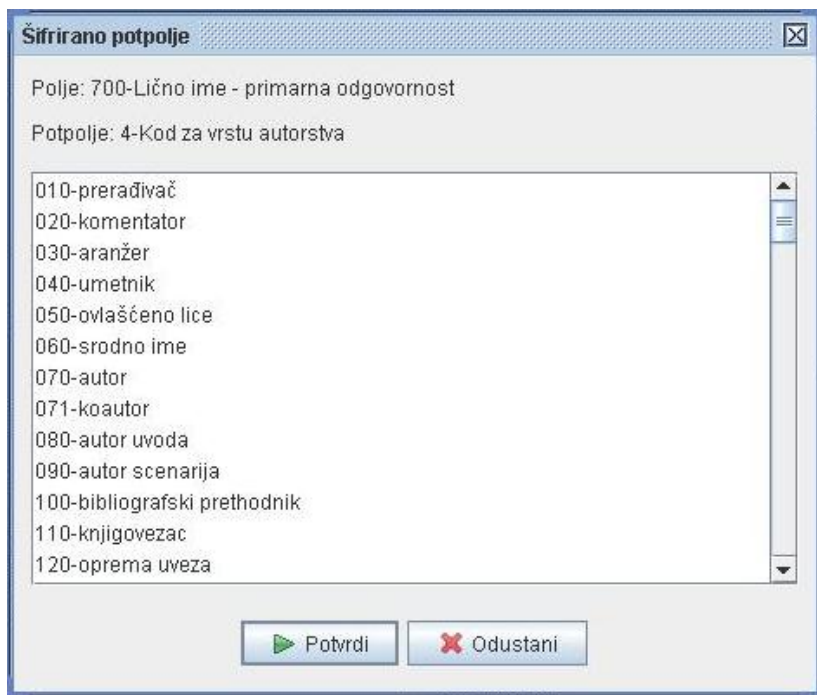 Šifrirano potpolje
Polje: 700-Lično ime - primarna odgovornost
Potpolje: 4-Kod za vrstu autorstva
010-prerađivač
020-komentator
030-aranžer
040-umetnik
050-ovlašćeno lice
060-srodno ime
070-autor
071-koautor
080-autor uvoda
090-autor scenarija
100-bibliografski prethodnik
110-knjigovezac
120-oprema uveza
Potvrdi Odustani